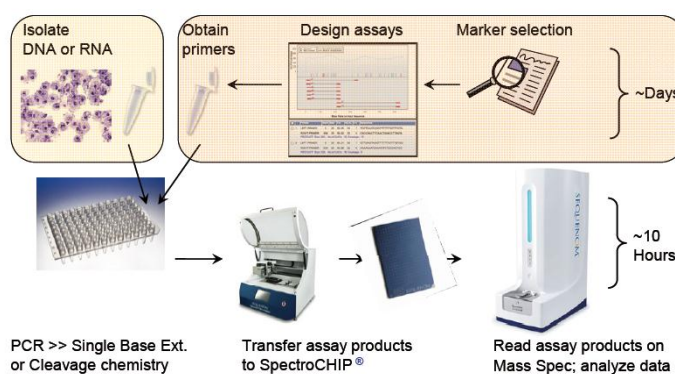 Isolate
DNA or RNA
Obtain
primers
Design assays
Marker selection
~Days
SEQUENOM
~10
Hours
PCR >> Single Base Ext.
or Cleavage chemistry
Transfer assay products
to SpectroCHIP®
Read assay products on
Mass Spec; analyze data